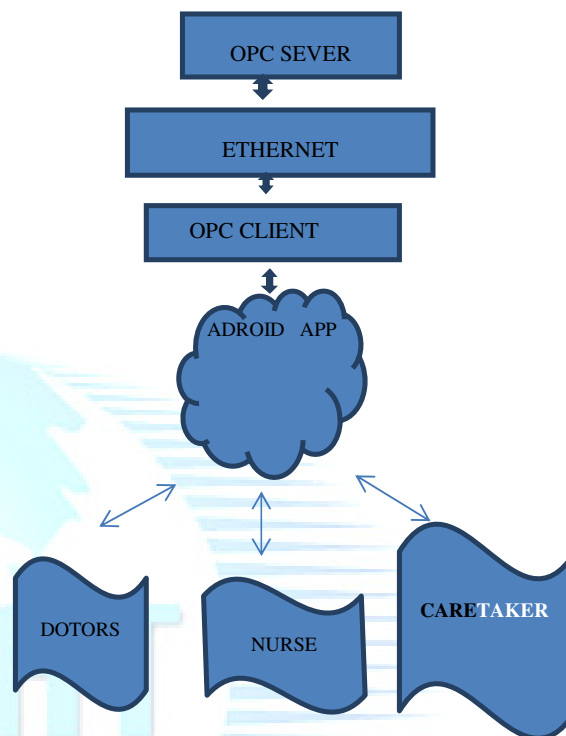 OPC SEVER
ETHERNET
OPC CLIENT
ADROID APP
DOTORS
NURSE
CARETAKER